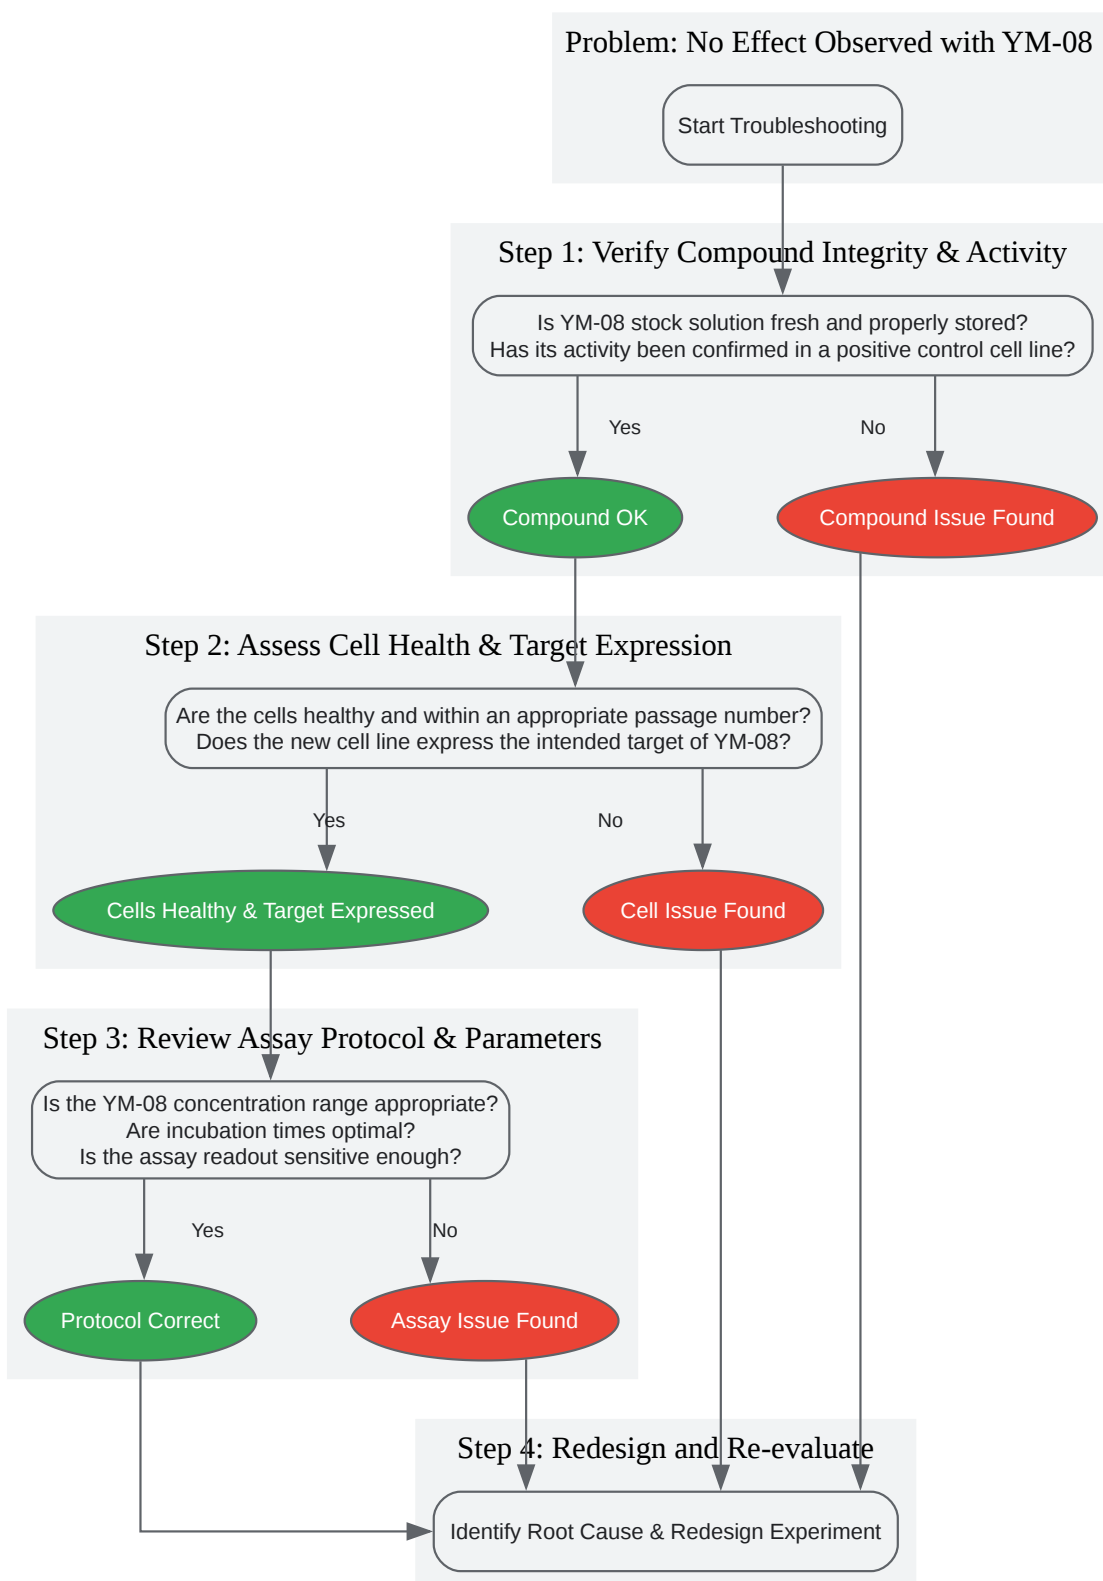 Problem: No Effect Observed with YM-08
Start Troubleshooting
Step 1: Verify Compound Integrity & Activity
Is YM-08 stock solution fresh and properly stored?
Has its activity been confirmed in a positive control cell line?
Yes
No
Compound OK
Compound Issue Found
Step 2: Assess Cell Health & Target Expression
Are the cells healthy and within an appropriate passage number?
Does the new cell line express the intended target of YM-08?
Yes
No
Cells Healthy & Target Expressed
Cell Issue Found
Step 3: Review Assay Protocol & Parameters
Is the YM-08 concentration range appropriate?
Are incubation times optimal?
Is the assay readout sensitive enough?
Yes
No
Protocol Correct
Assay Issue Found
Step 4: Redesign and Re-evaluate
Identify Root Cause & Redesign Experiment